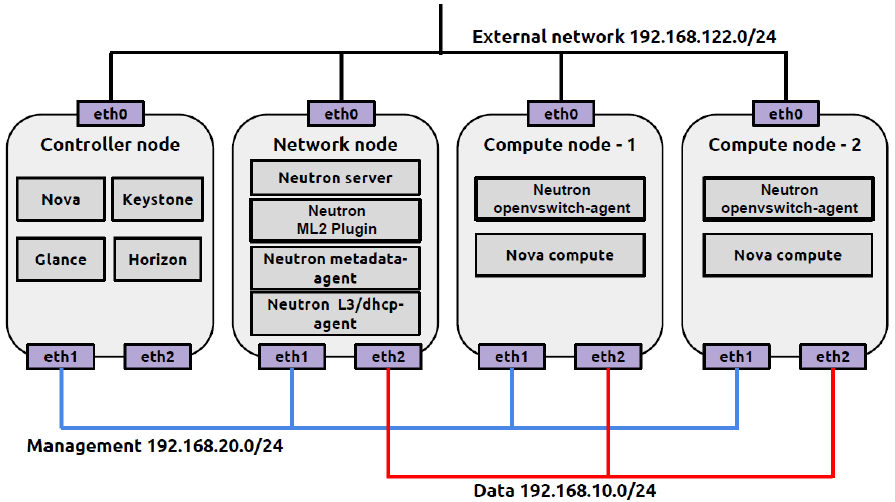 External network 192.168.122.0/24
eth0
eth0
eth0
eth0
Controller node
Nova
Keystone
Glance
Horizon
eth1
eth2
Network node
Neutron server
Neutron
ML2 Plugin
Neutron metadata-
agent
Neutron L3/dhcp-
agent
eth1
eth2
Compute node - 1
Neutron
openvswitch-agent
Nova compute
eth1
eth2
Compute node - 2
Neutron
openvswitch-agent
Nova compute
eth1
eth2
Management 192.168.20.0/24
Data 192.168.10.0/24